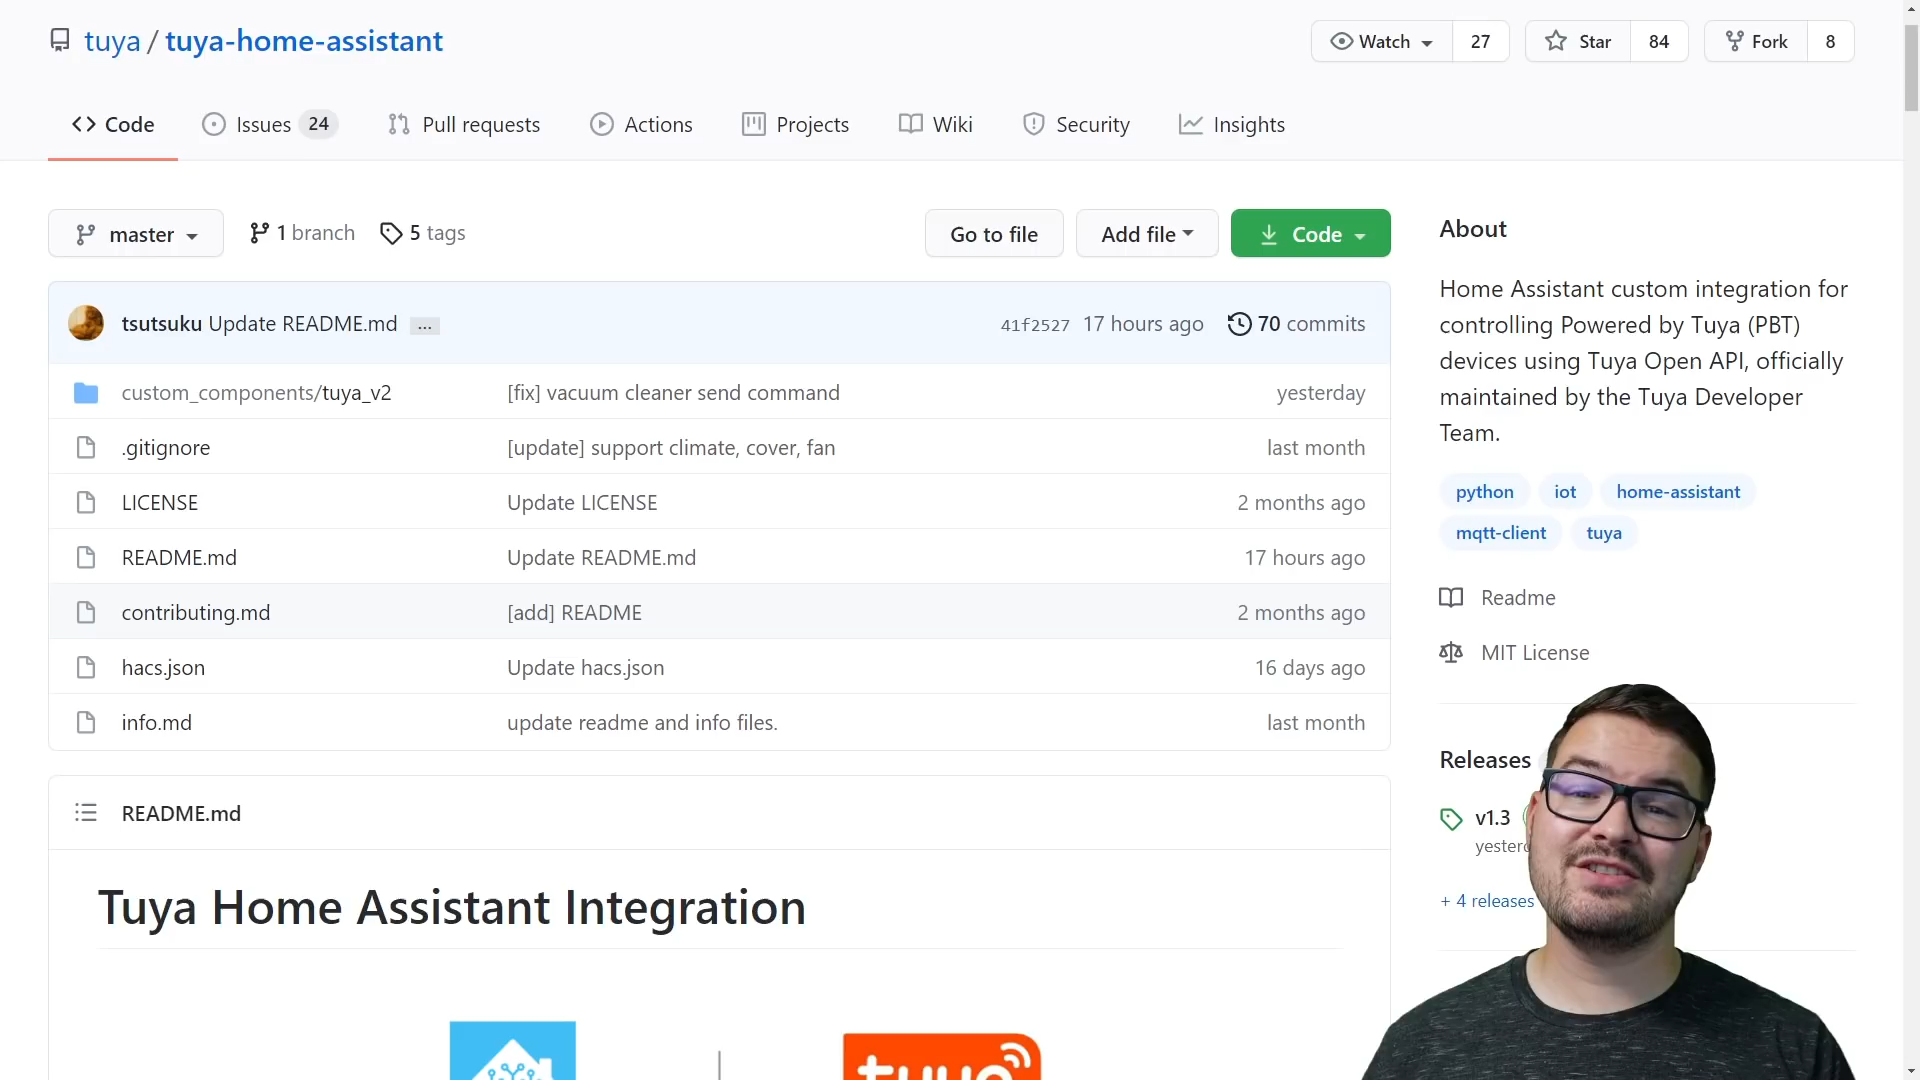 tuya / tuya-home-assistant
Watch 27 Star 84 Fork 8
Code Issues 24 Pull requests Actions Projects Wiki Security Insights
master 1 branch 5 tags Go to file Add file Code
tsutsuku Update README.md ... 41f2527 17 hours ago 70 commits
custom_components/tuya_v2 [fix] vacuum cleaner send command yesterday
.gitignore [update] support climate, cover, fan last month
LICENSE Update LICENSE 2 months ago
README.md Update README.md 17 hours ago
contributing.md [add] README 2 months ago
hacs.json Update hacs.json 16 days ago
info.md update readme and info files. last month
README.md
Tuya Home Assistant Integration
tuya
About
Home Assistant custom integration for
controlling Powered by Tuya (PBT)
devices using Tuya Open API, officially
maintained by the Tuya Developer
Team.
python iot home-assistant
mqtt-client tuya
Readme
MIT License
Releases
v1.3
+ 4 releases